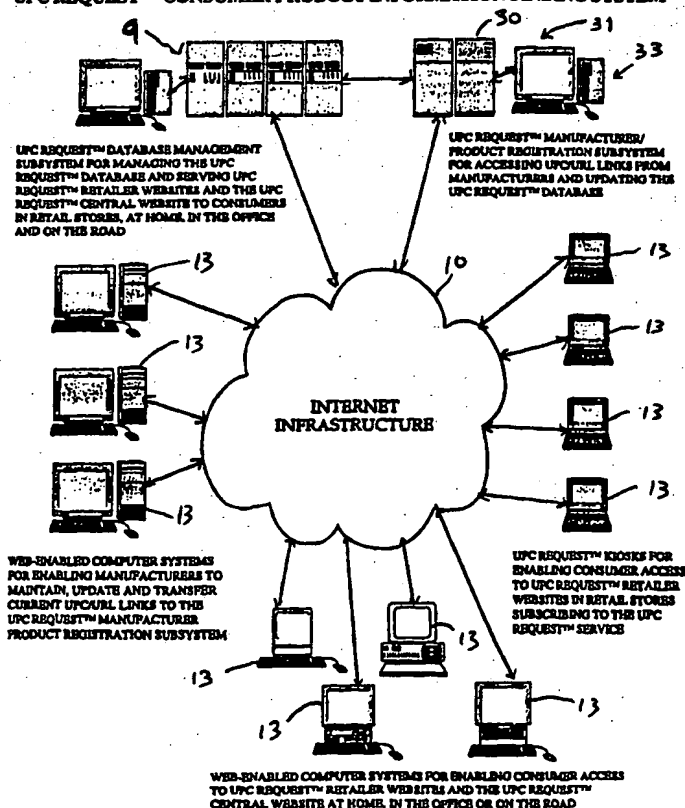 UPC REQUEST™ CONSUMER PRODUCT INFORMATION
SYSTEM
9
30
31
33
UPC REQUEST™ DATABASE MANAGEMENT
SUBSYSTEM FOR MANAGING THE UPC
REQUEST™ DATABASE AND SERVING UPC
REQUEST™ RETAILER WEBSITES AND THE UPC
REQUEST™ CENTRAL WEBSITE TO CONSUMERS
IN RETAIL STORES, AT HOME, IN THE OFFICE
AND ON THE ROAD
UPC REQUEST™ MANUFACTURER/
PRODUCT REGISTRATION SUBSYSTEM
FOR ACCESSING UPC/URL LINKS FROM
MANUFACTURERS AND UPDATING THE
UPC REQUEST™ DATABASE
13
13
13
10
INTERNET
INFRASTRUCTURE
13
13
13
13
WEB-ENABLED COMPUTER SYSTEMS
FOR ENABLING MANUFACTURERS TO
MAINTAIN, UPDATE AND TRANSFER
CURRENT UPC/URL LINKS TO THE
UPC REQUEST™ MANUFACTURER
PRODUCT REGISTRATION SUBSYSTEM
UPC REQUEST™ KIOSKS FOR
ENABLING CONSUMER ACCESS
TO UPC REQUEST™ RETAILER
WEBSITES IN RETAIL STORES
SUBSCRIBING TO THE UPC
REQUEST™ SERVICE
13
13
13
13
WEB-ENABLED COMPUTER SYSTEMS FOR ENABLING CONSUMER ACCESS
TO UPC REQUEST™ RETAILER WEBSITES AND THE UPC REQUEST™
CENTRAL WEBSITE AT HOME, IN THE OFFICE OR ON THE ROAD